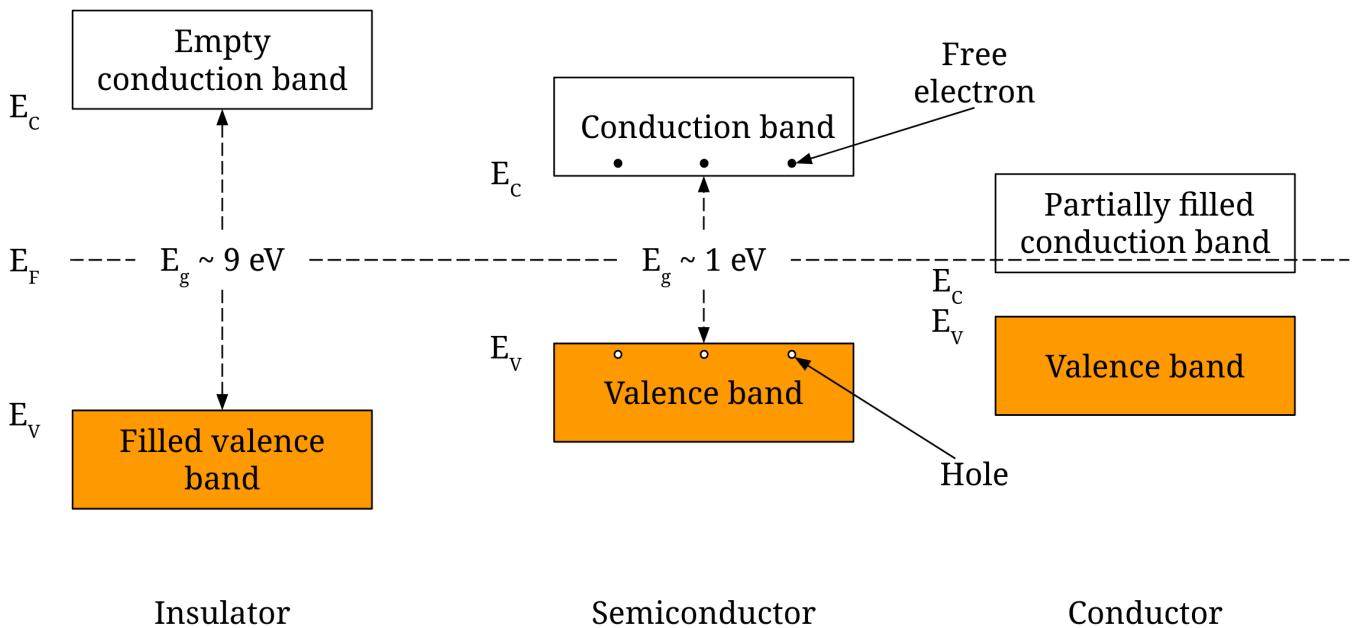 Empty
conduction band
E_C
E_F
E_g ~ 9 eV
E_V
Filled valence
band
Insulator
Conduction band
E_C
Free
electron
E_g ~ 1 eV
E_V
Valence band
Hole
Semiconductor
Partially filled
conduction band
E_C
E_V
Valence band
Conductor